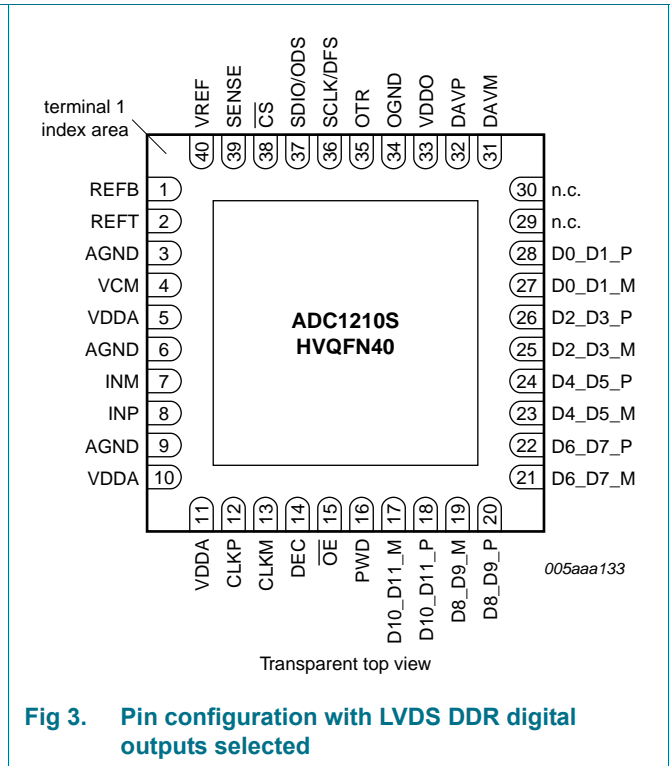 terminal 1
index area
VREF
SENSE
CS
SDIO/ODS
SCLK/DFS
OTR
OGND
VDDO
DAVP
DAVM
40
39
38
37
36
35
34
33
32
31
REFB 1
REFT 2
AGND 3
VCM 4
VDDA 5
AGND 6
INM 7
INP 8
AGND 9
VDDA 10
30 n.c.
29 n.c.
28 D0_D1_P
27 D0_D1_M
26 D2_D3_P
25 D2_D3_M
24 D4_D5_P
23 D4_D5_M
22 D6_D7_P
21 D6_D7_M
ADC1210S
HVQFN40
11
12
13
14
15
16
17
18
19
20
VDDA
CLKP
CLKM
DEC
OE
PWD
D10_D11_M
D10_D11_P
D8_D9_M
D8_D9_P
005aaa133
Transparent top view
Fig 3. Pin configuration with LVDS DDR digital
outputs selected